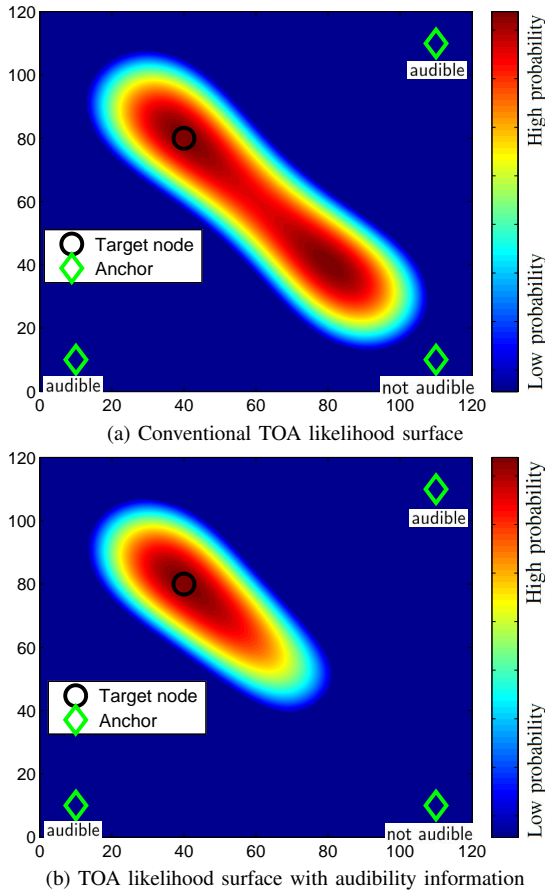 120
100
80
60
40
20
0
audible
High probability
Low probability
Target node
Anchor
audible
not audible
0 20 40 60 80 100 120
(a) Conventional TOA likelihood surface
120
100
80
60
40
20
0
audible
High probability
Low probability
Target node
Anchor
audible
not audible
0 20 40 60 80 100 120
(b) TOA likelihood surface with audibility information